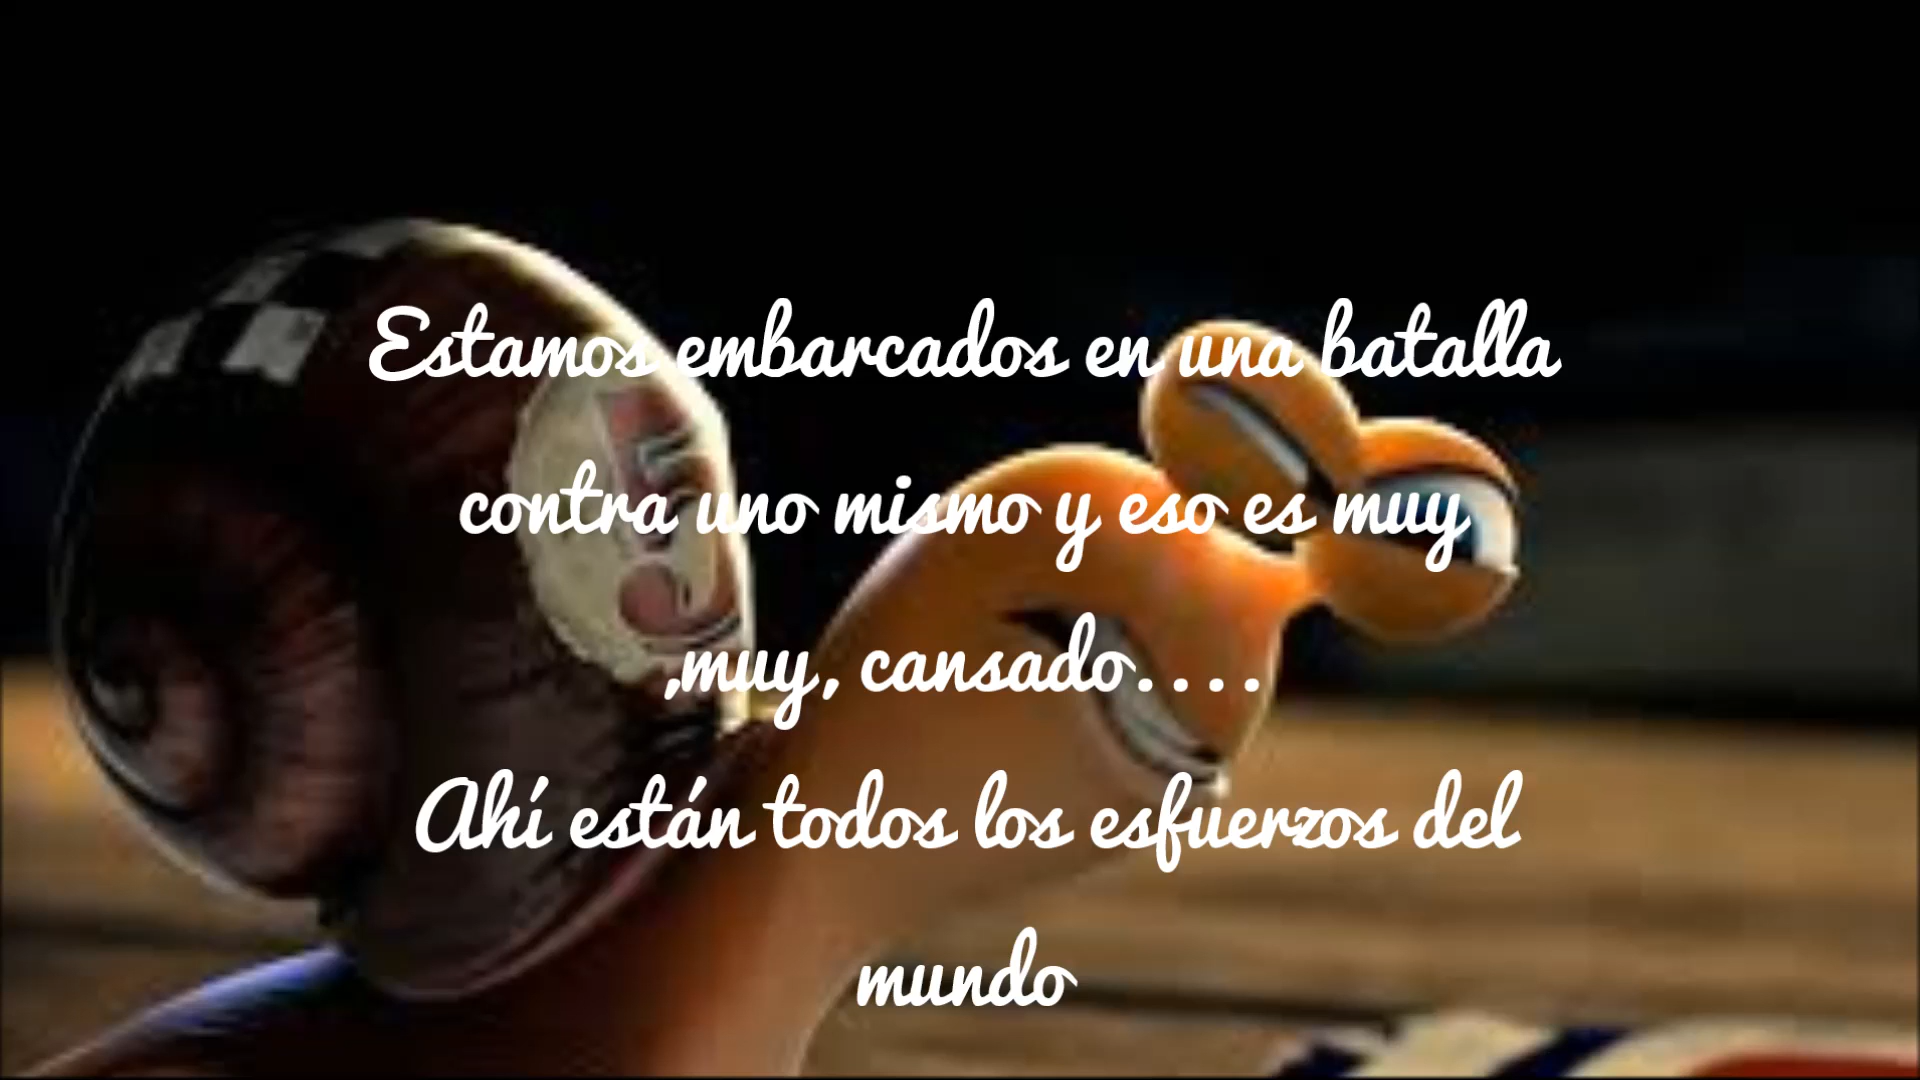 Estamos embarcados en una batalla
contra uno mismo y eso es muy
,muy, cansado....
Ahí están todos los esfuerzos del
mundo